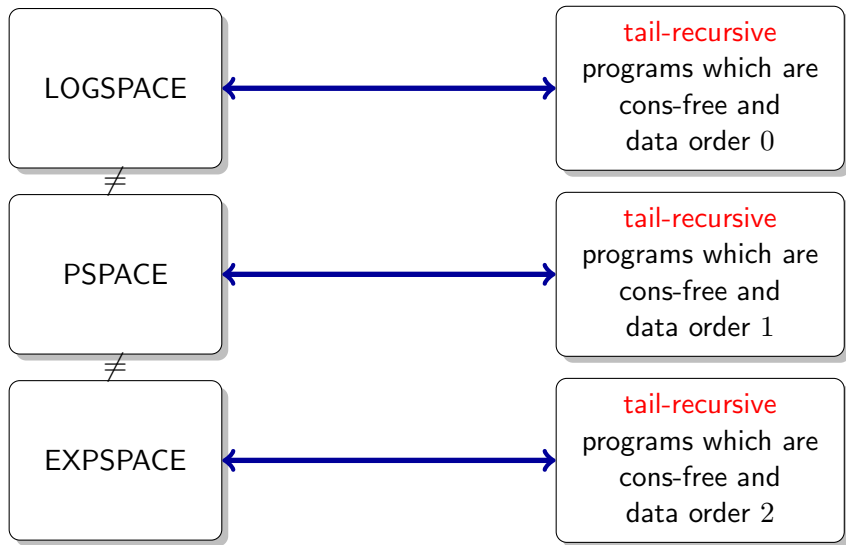 LOGSPACE
tail-recursive
programs which are
cons-free and
data order 0
≠
PSPACE
tail-recursive
programs which are
cons-free and
data order 1
≠
EXPSPACE
tail-recursive
programs which are
cons-free and
data order 2